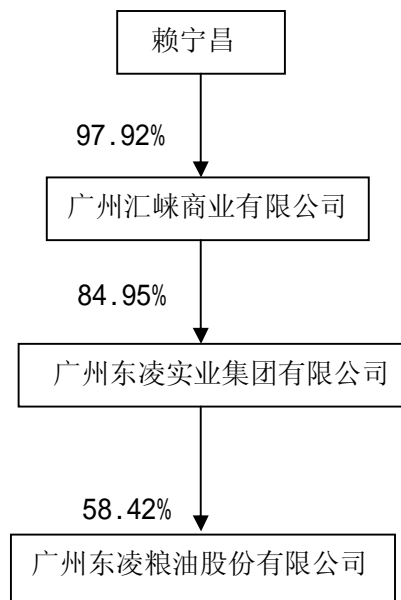 赖宁昌
97.92%
广州汇崃商业有限公司
84.95%
广州东凌实业集团有限公司
58.42%
广州东凌粮油股份有限公司